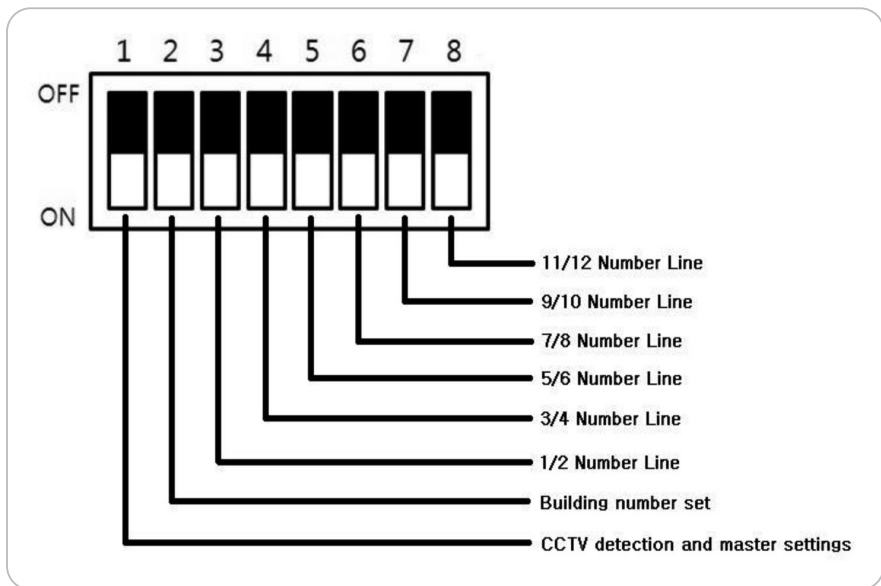 1 2 3 4 5 6 7 8
OFF
ON
11/12 Number Line
9/10 Number Line
7/8 Number Line
5/6 Number Line
3/4 Number Line
1/2 Number Line
Building number set
CCTV detection and master settings